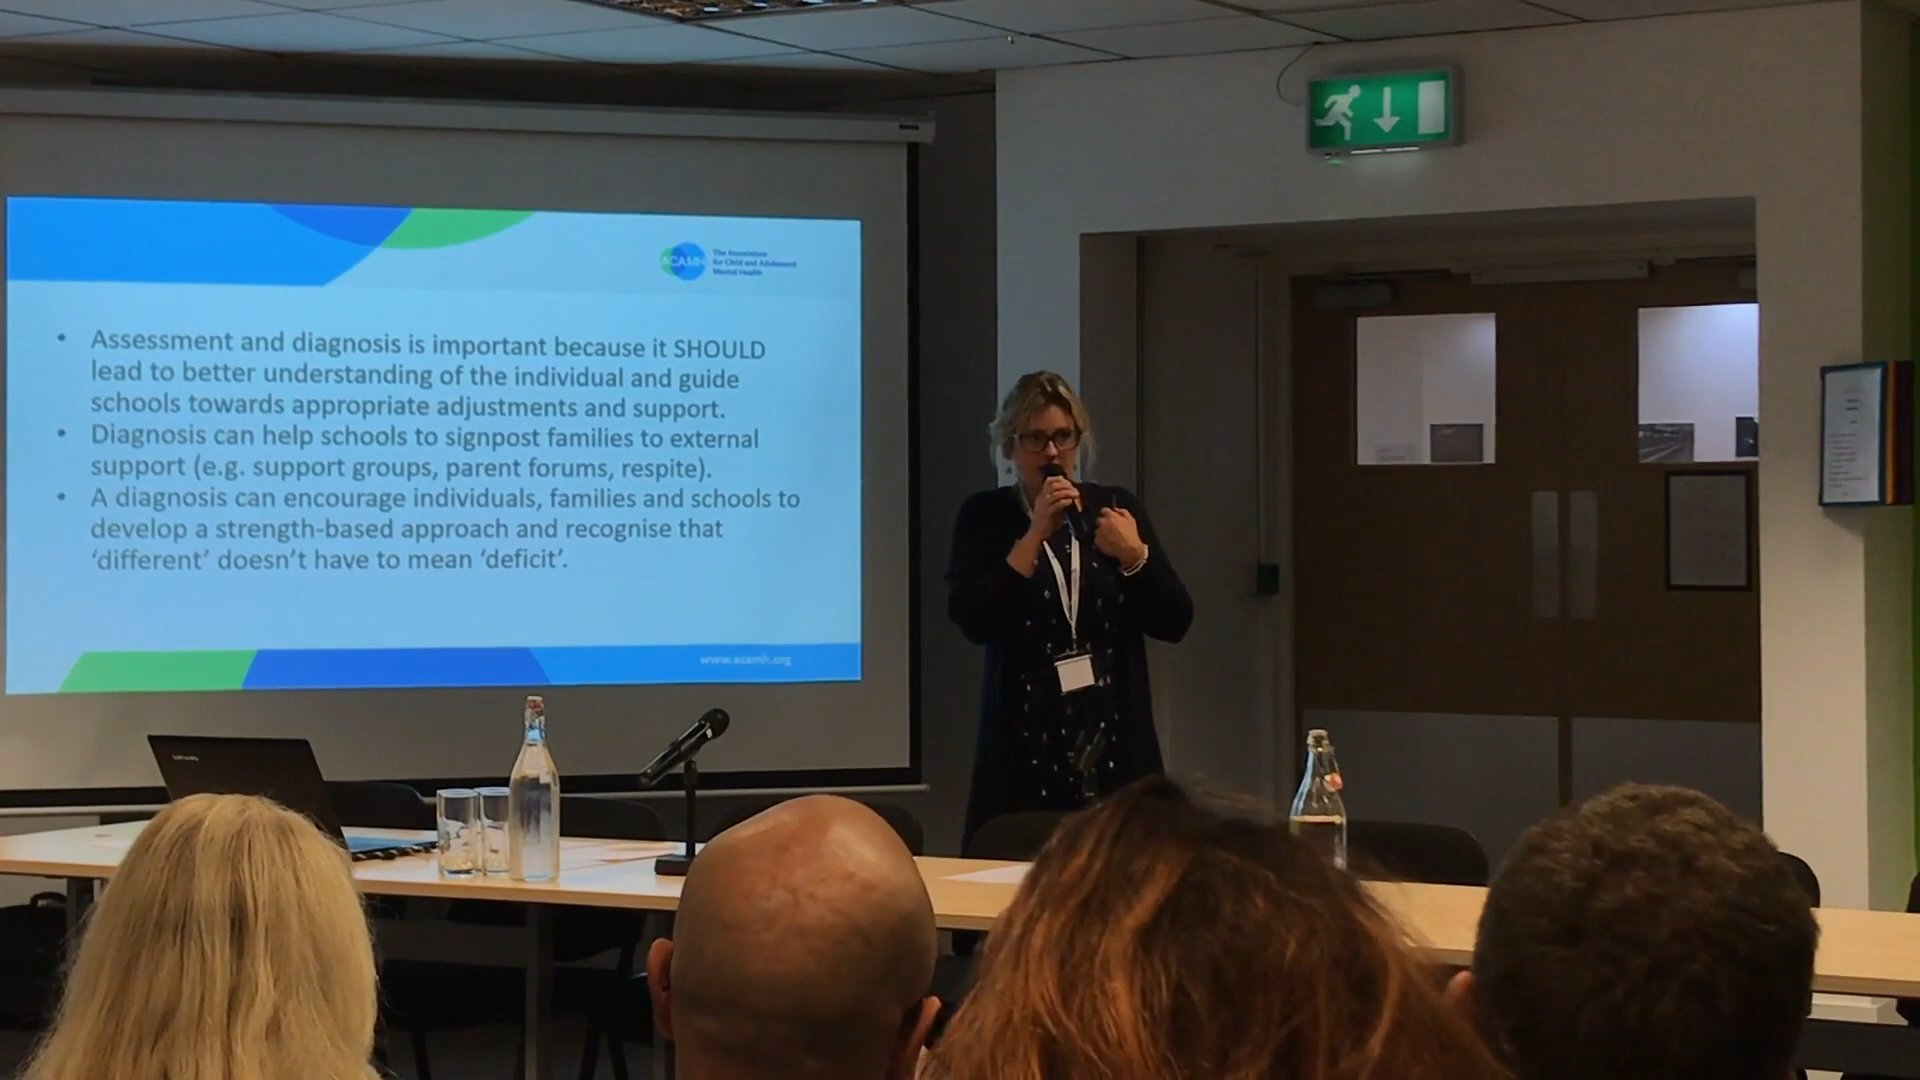 ACAMH
The Association
for Child and Adolescent
Mental Health
• Assessment and diagnosis is important because it SHOULD
lead to better understanding of the individual and guide
schools towards appropriate adjustments and support.
• Diagnosis can help schools to signpost families to external
support (e.g. support groups, parent forums, respite).
• A diagnosis can encourage individuals, families and schools to
develop a strength-based approach and recognise that
‘different’ doesn’t have to mean ‘deficit’.
www.acamh.org